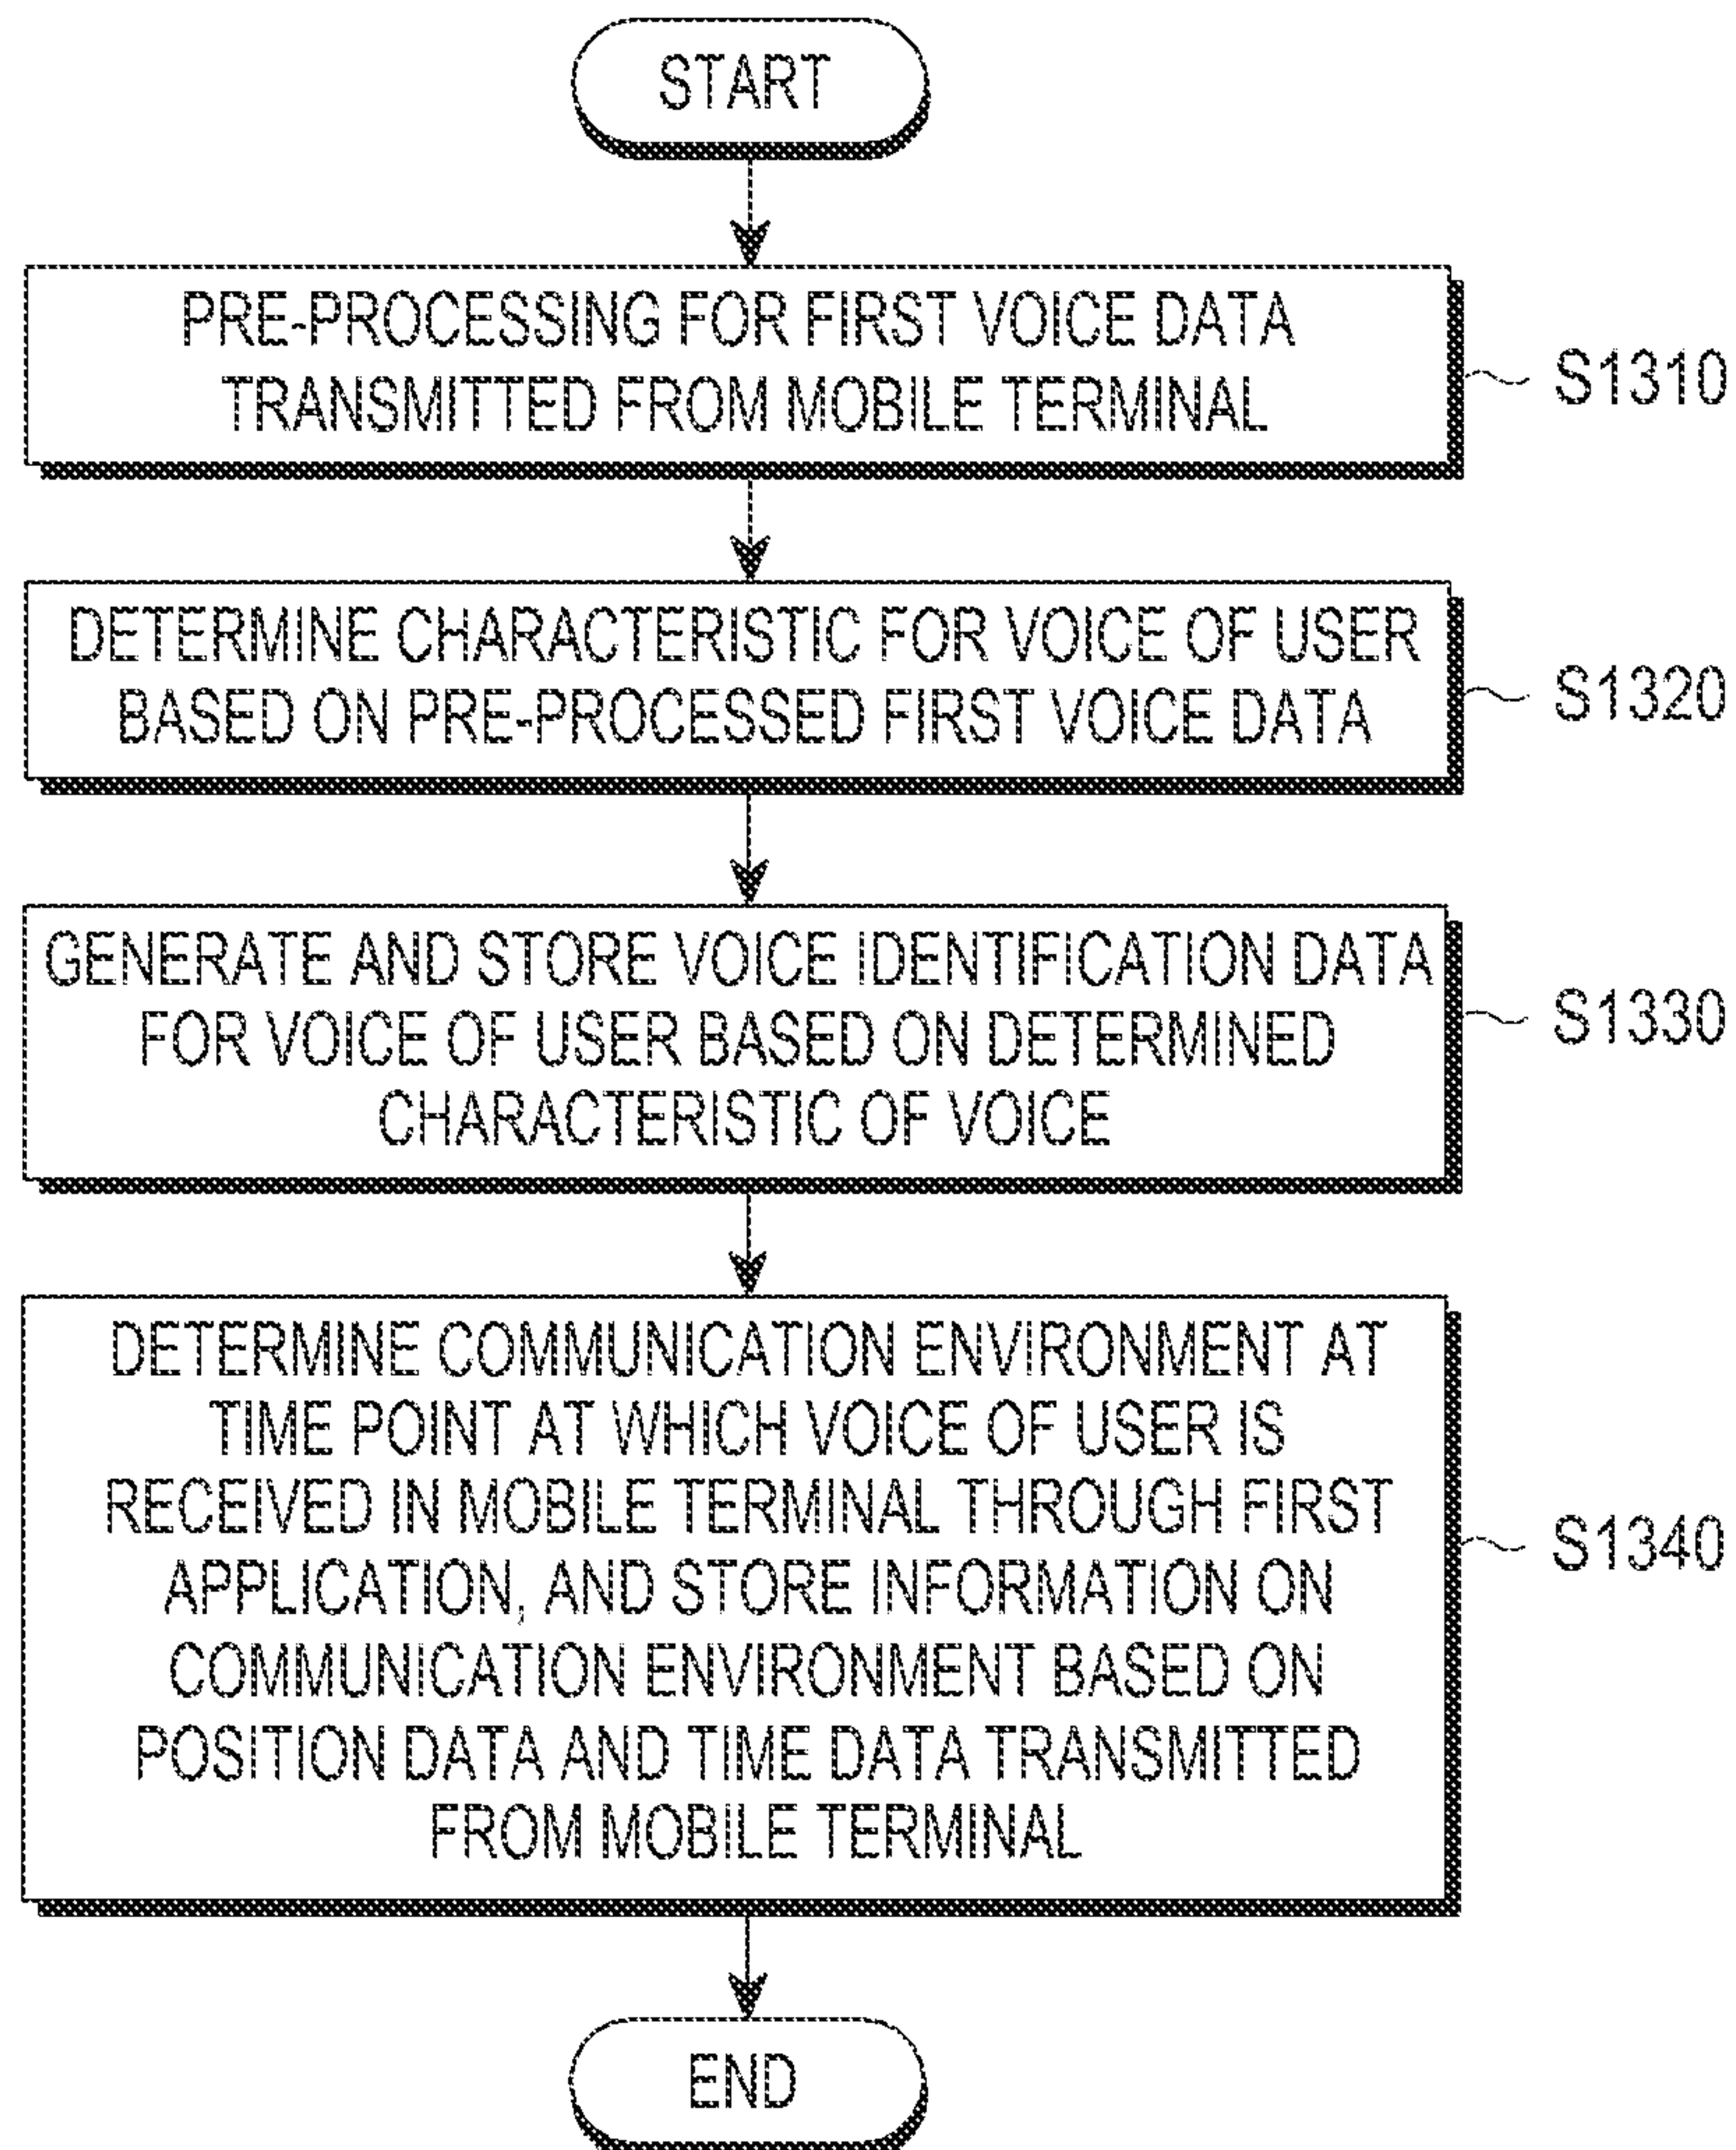 START
PRE-PROCESSING FOR FIRST VOICE DATA
TRANSMITTED FROM MOBILE TERMINAL
S1310
DETERMINE CHARACTERISTIC FOR VOICE OF USER
BASED ON PRE-PROCESSED FIRST VOICE DATA
S1320
GENERATE AND STORE VOICE IDENTIFICATION DATA
FOR VOICE OF USER BASED ON DETERMINED
CHARACTERISTIC OF VOICE
S1330
DETERMINE COMMUNICATION ENVIRONMENT AT
TIME POINT AT WHICH VOICE OF USER IS
RECEIVED IN MOBILE TERMINAL THROUGH FIRST
APPLICATION, AND STORE INFORMATION ON
COMMUNICATION ENVIRONMENT BASED ON
POSITION DATA AND TIME DATA TRANSMITTED
FROM MOBILE TERMINAL
S1340
END